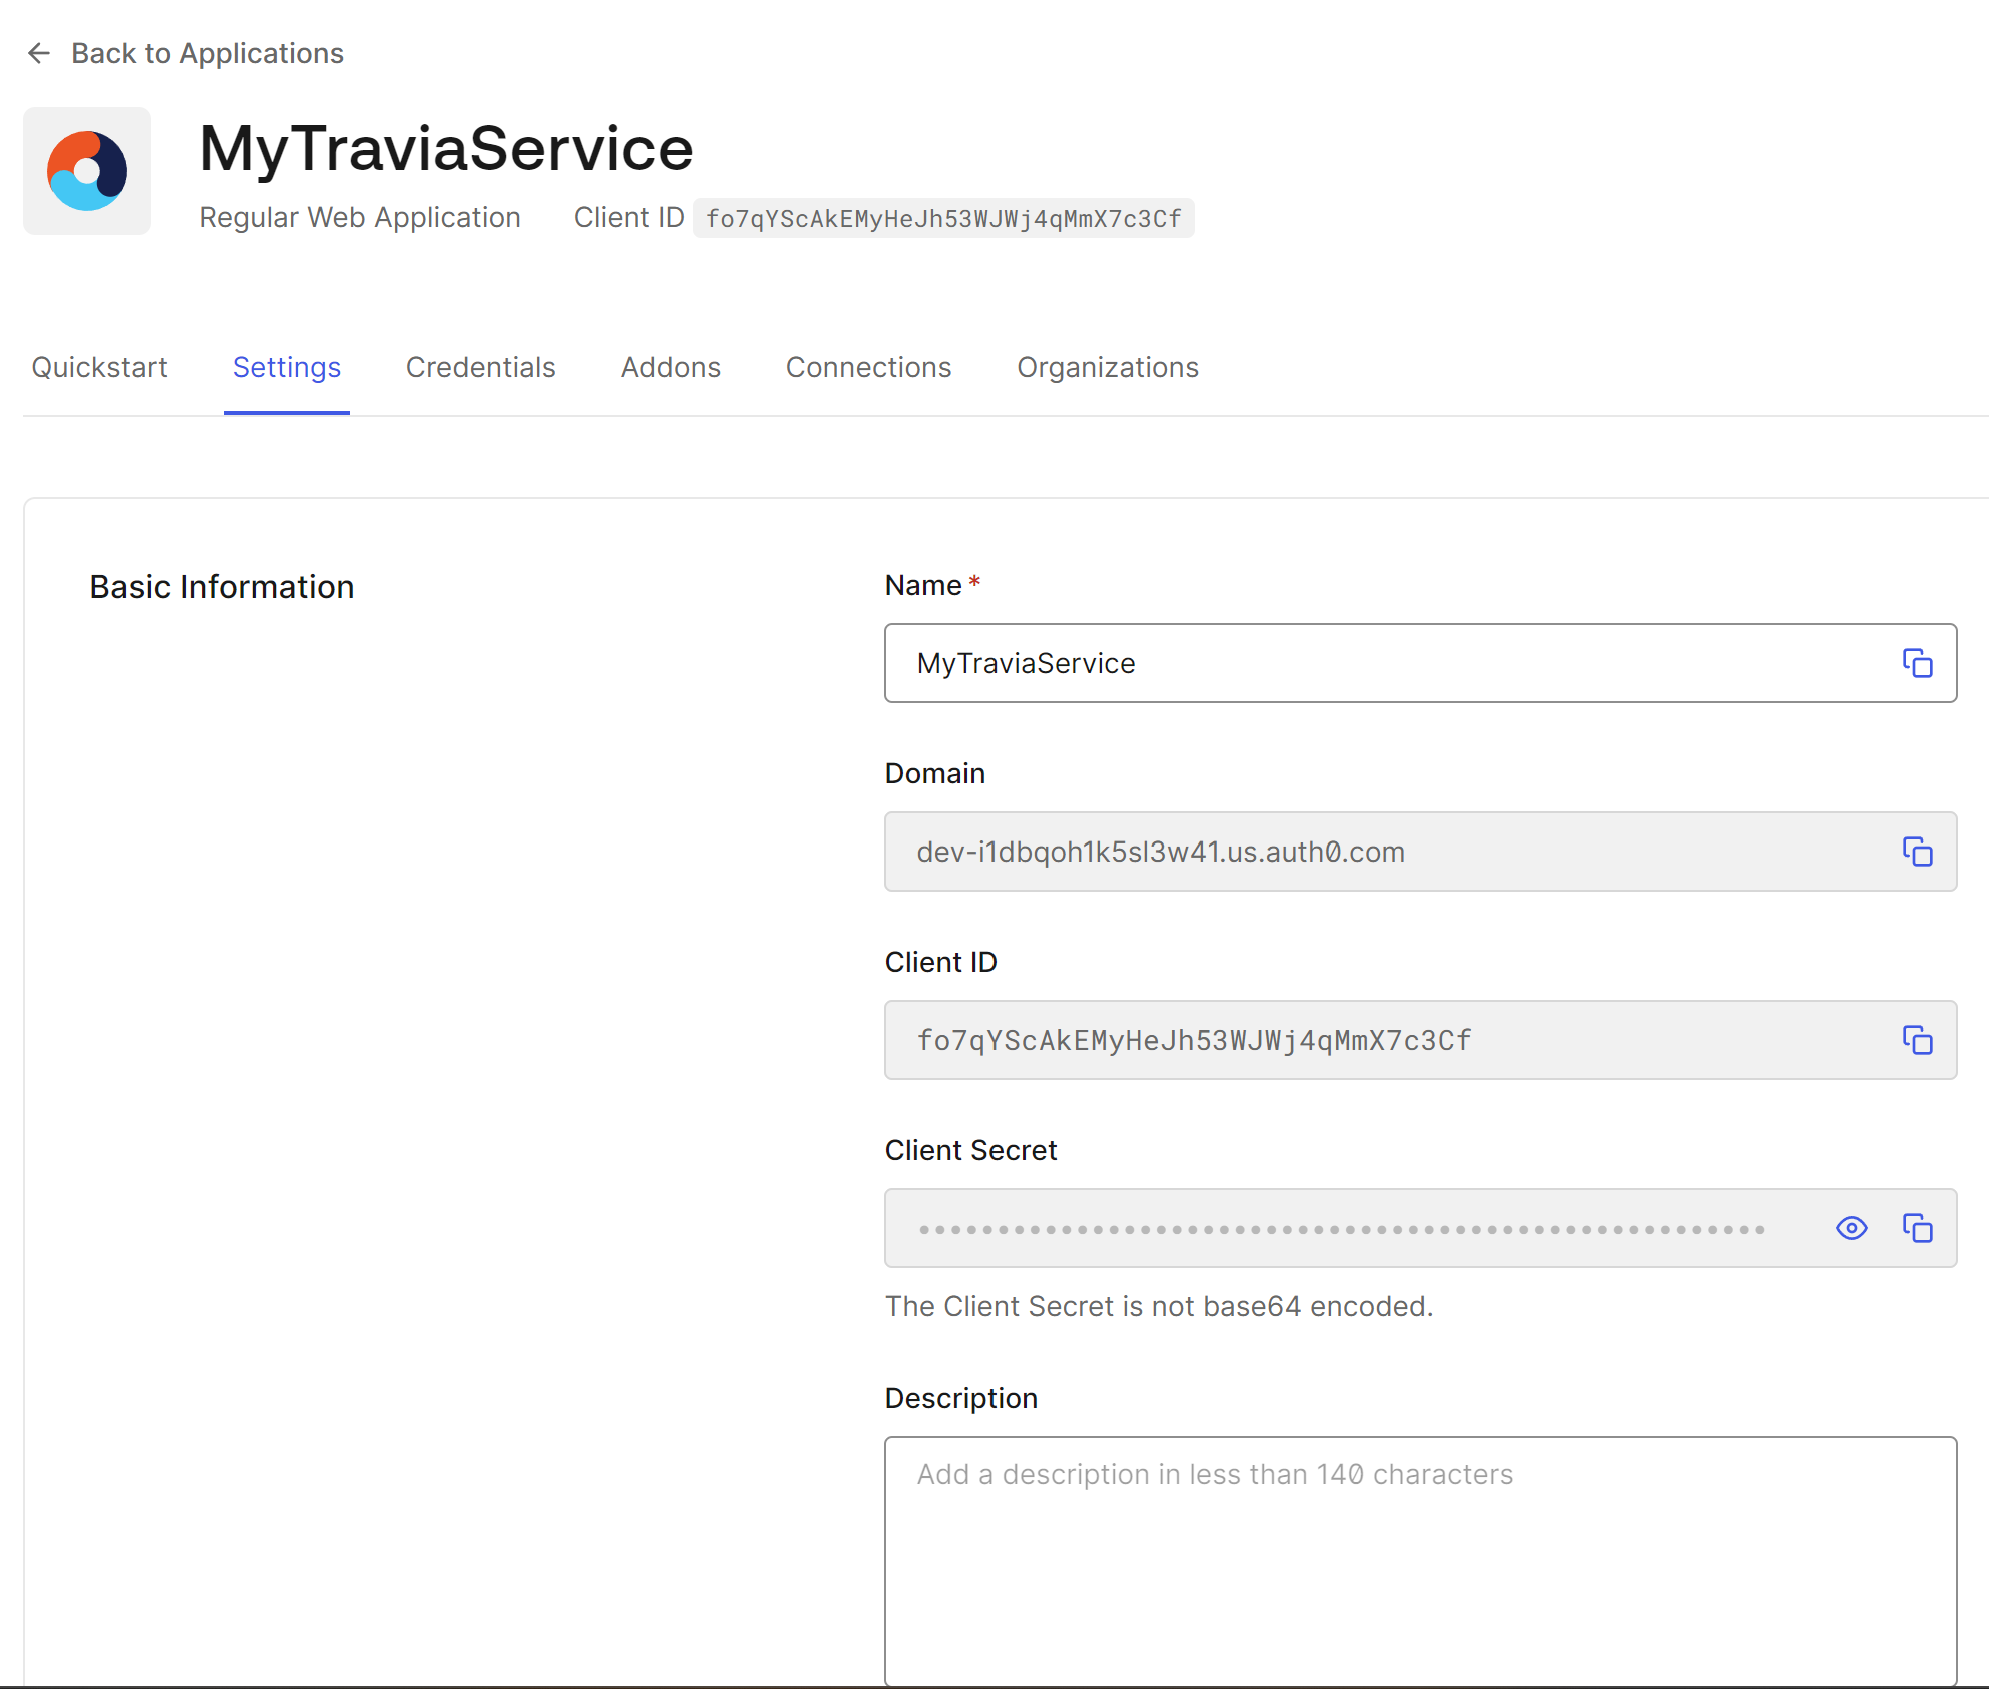 Back to Applications
MyTraviaService
Regular Web Application Client ID fo7qYScAkEMyHeJh53WJWj4qMmX7c3Cf
Quickstart Settings Credentials Addons Connections Organizations
Basic Information
Name *
MyTraviaService
Domain
dev-i1dbqoh1k5sl3w41.us.auth0.com
Client ID
fo7qYScAkEMyHeJh53WJWj4qMmX7c3Cf
Client Secret
The Client Secret is not base64 encoded.
Description
Add a description in less than 140 characters